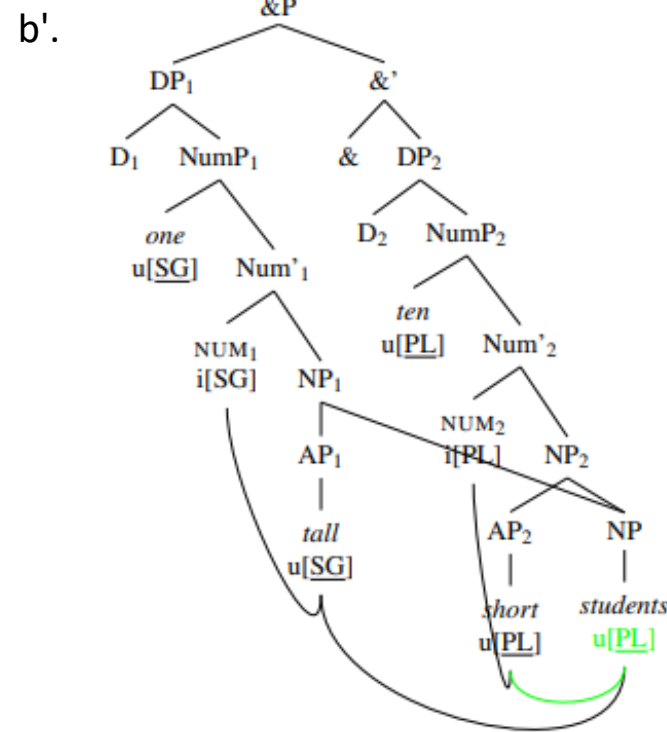 b'.
&P
DP₁ &’
D₁ NumP₁ & DP₂
one D₂ NumP₂
u[SG] Num’₁
ten
NUM₁ u[PL] Num’₂
i[SG] NP₁
NUM₂
AP₁ i[PL] NP₂
tall AP₂ NP
u[SG]
short students
u[PL] u[PL]